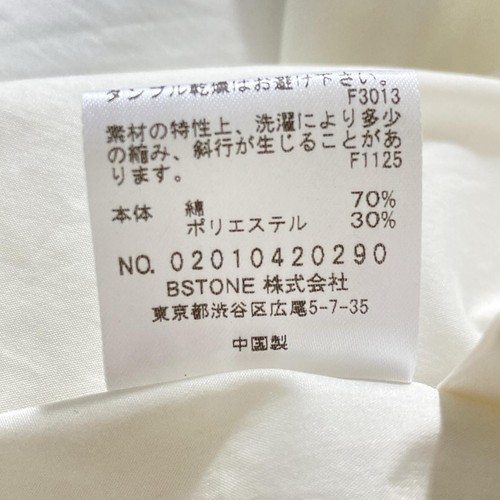 タンブル乾燥はお避け下さい。
F3013
素材の特性上、洗濯により多少
の縮み、斜行が生じることがあ
ります。
F1125
本体 綿 70%
ポリエステル 30%
NO. 02010420290
BSTONE 株式会社
東京都渋谷区広尾5-7-35
中国製